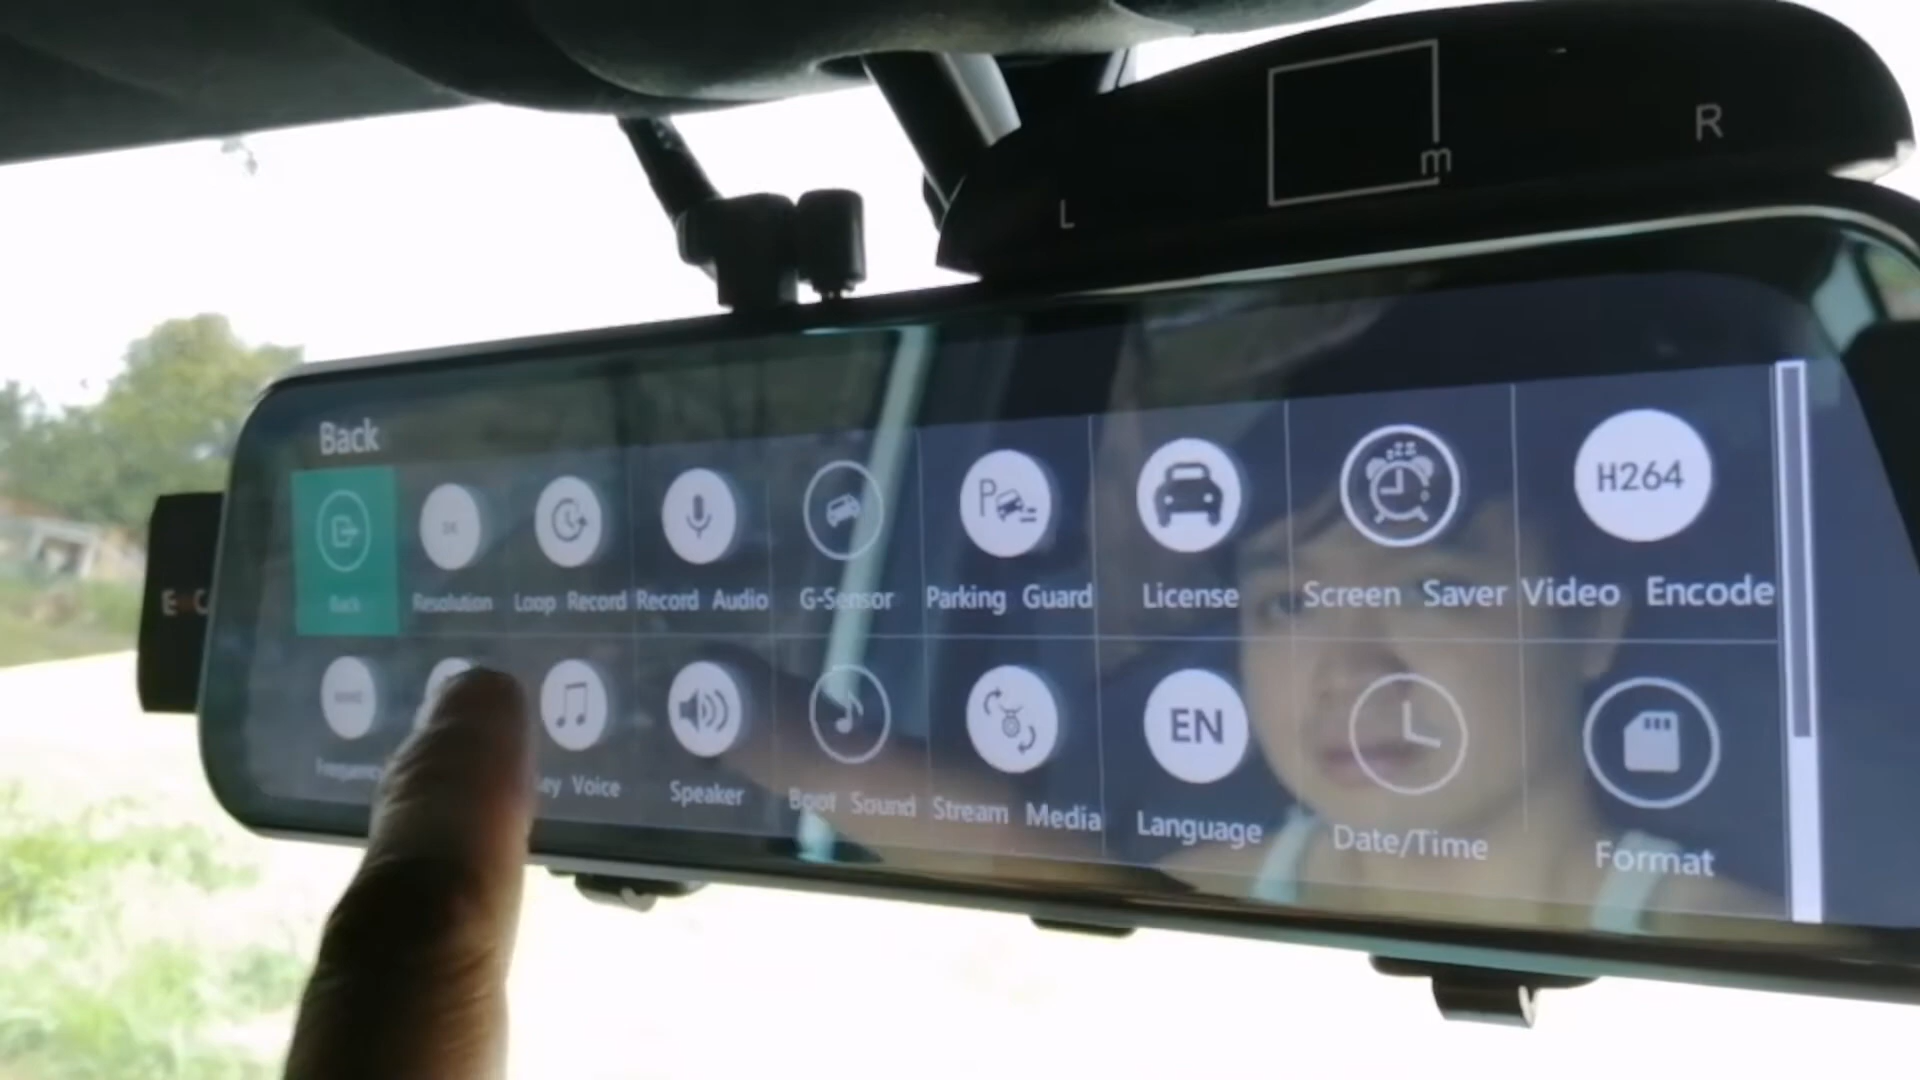 R
m
L
Back
H264
Back Resolution Loop Record Record Audio G-Sensor Parking Guard License Screen Saver Video Encode
P
EN
Frequency Voice Speaker Boot Sound Stream Media Language Date/Time Format